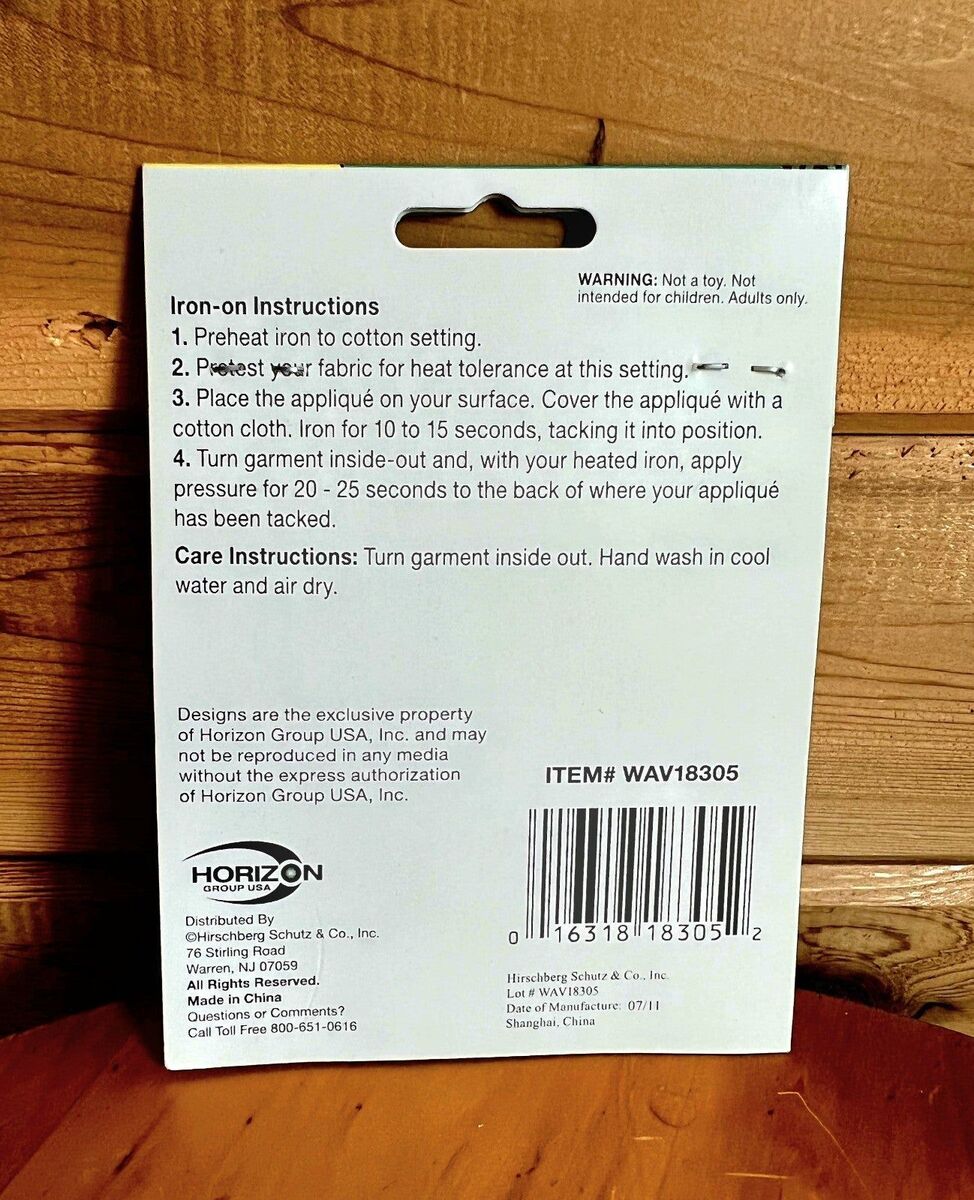 WARNING: Not a toy. Not
intended for children. Adults only.
Iron-on Instructions
1. Preheat iron to cotton setting.
2. Pretest your fabric for heat tolerance at this setting.
3. Place the appliqué on your surface. Cover the appliqué with a
cotton cloth. Iron for 10 to 15 seconds, tacking it into position.
4. Turn garment inside-out and, with your heated iron, apply
pressure for 20 - 25 seconds to the back of where your appliqué
has been tacked.
Care Instructions: Turn garment inside out. Hand wash in cool
water and air dry.
Designs are the exclusive property
of Horizon Group USA, Inc. and may
not be reproduced in any media
without the express authorization
of Horizon Group USA, Inc.
HORIZON
GROUP USA
Distributed By
©Hirschberg Schutz & Co., Inc.
76 Stirling Road
Warren, NJ 07059
All Rights Reserved.
Made in China
Questions or Comments?
Call Toll Free 800-651-0616
ITEM# WAV18305
0 16318 18305 2
Hirschberg Schutz & Co., Inc.
Lot # WAV18305
Date of Manufacture: 07/11
Shanghai, China